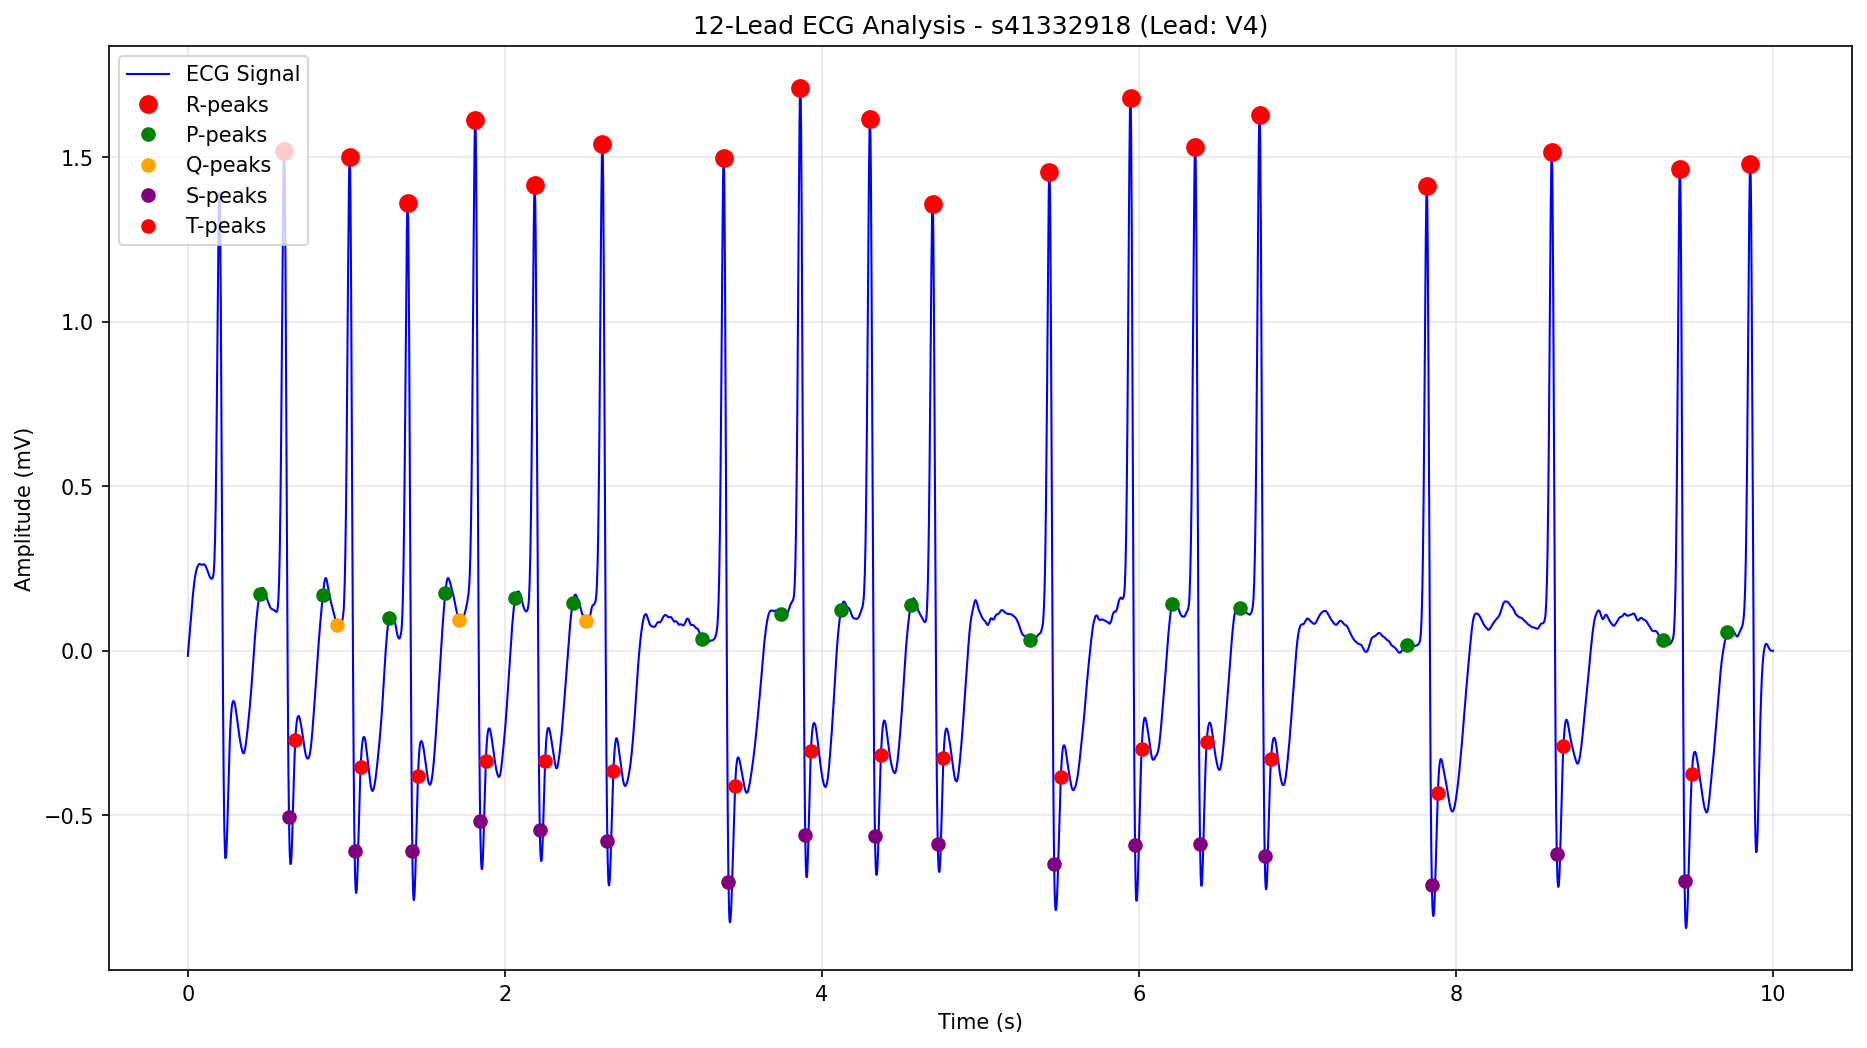 12-Lead ECG Analysis - s41332918 (Lead: V4)
ECG Signal
R-peaks
P-peaks
Q-peaks
S-peaks
T-peaks
Amplitude (mV)
1.5
1.0
0.5
0.0
−0.5
0
2
4
6
8
10
Time (s)